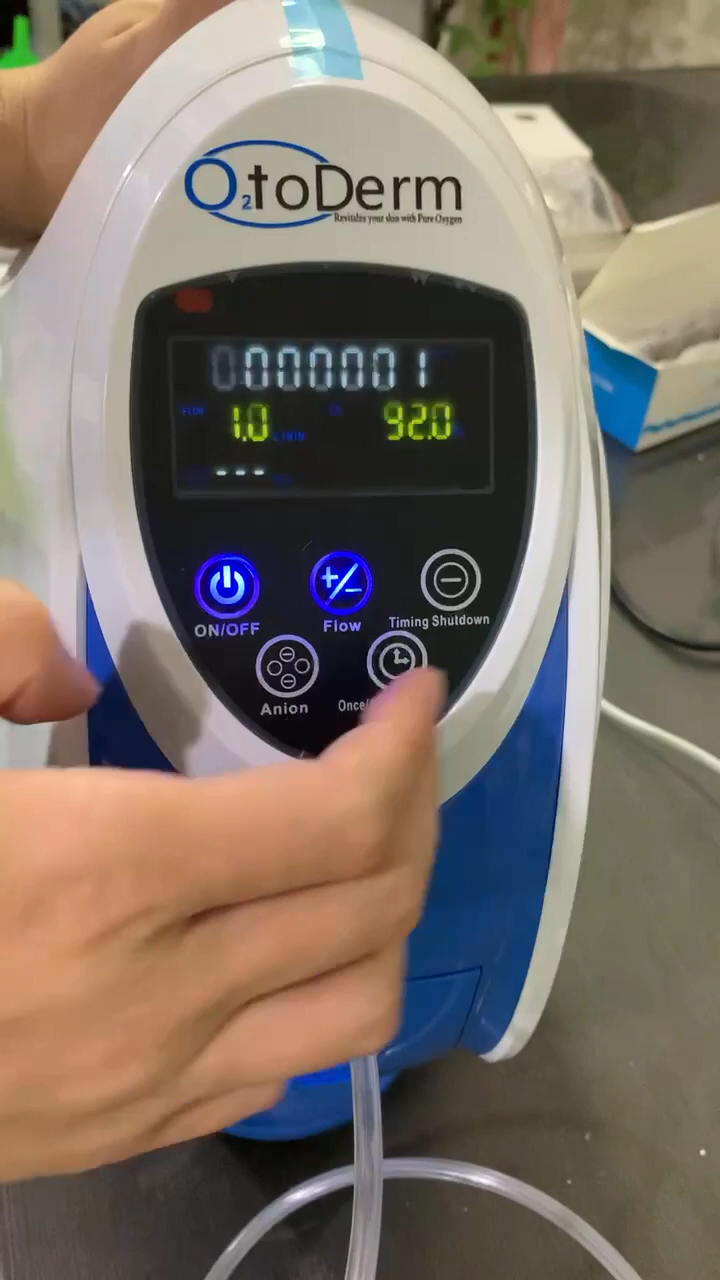 O2toDerm
Revitalize your skin with Pure Oxygen
000001
FLOW 1.0 L/MIN 92.0
---
ON/OFF Flow Timing Shutdown
Anion Once/